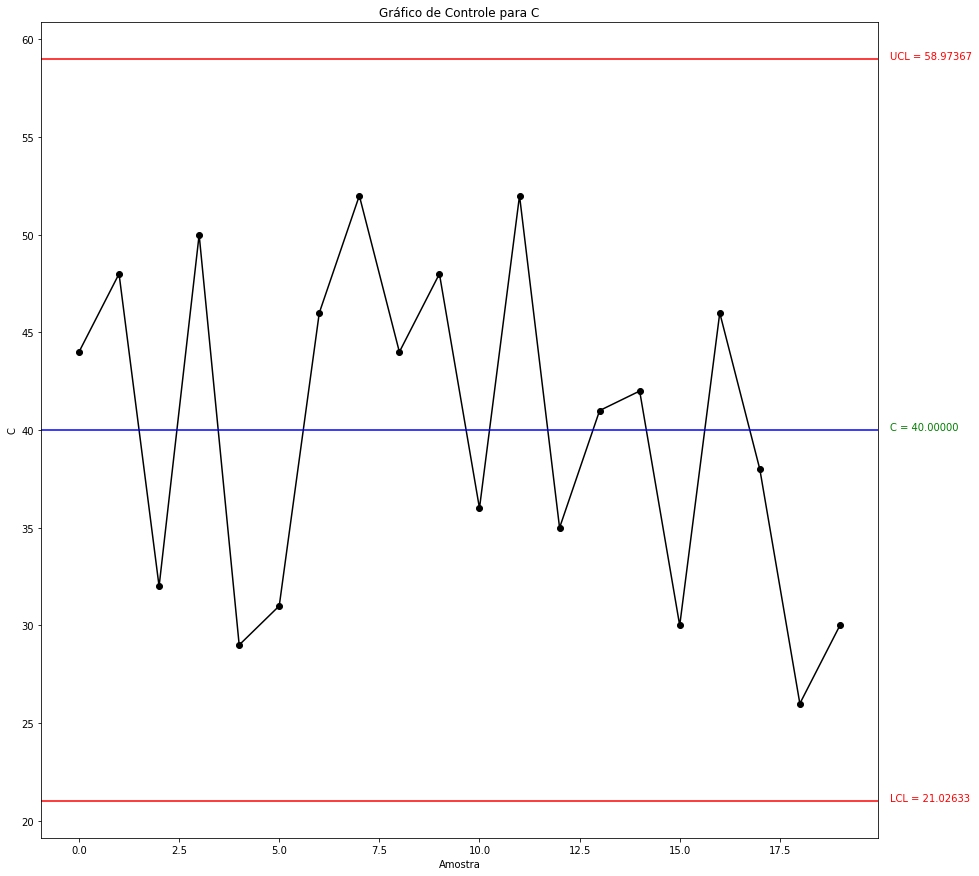 Gráfico de Controle para C
60
UCL = 58.97367
55
50
45
40
C = 40.00000
C
35
30
25
LCL = 21.02633
20
0.0 2.5 5.0 7.5 10.0 12.5 15.0 17.5
Amostra